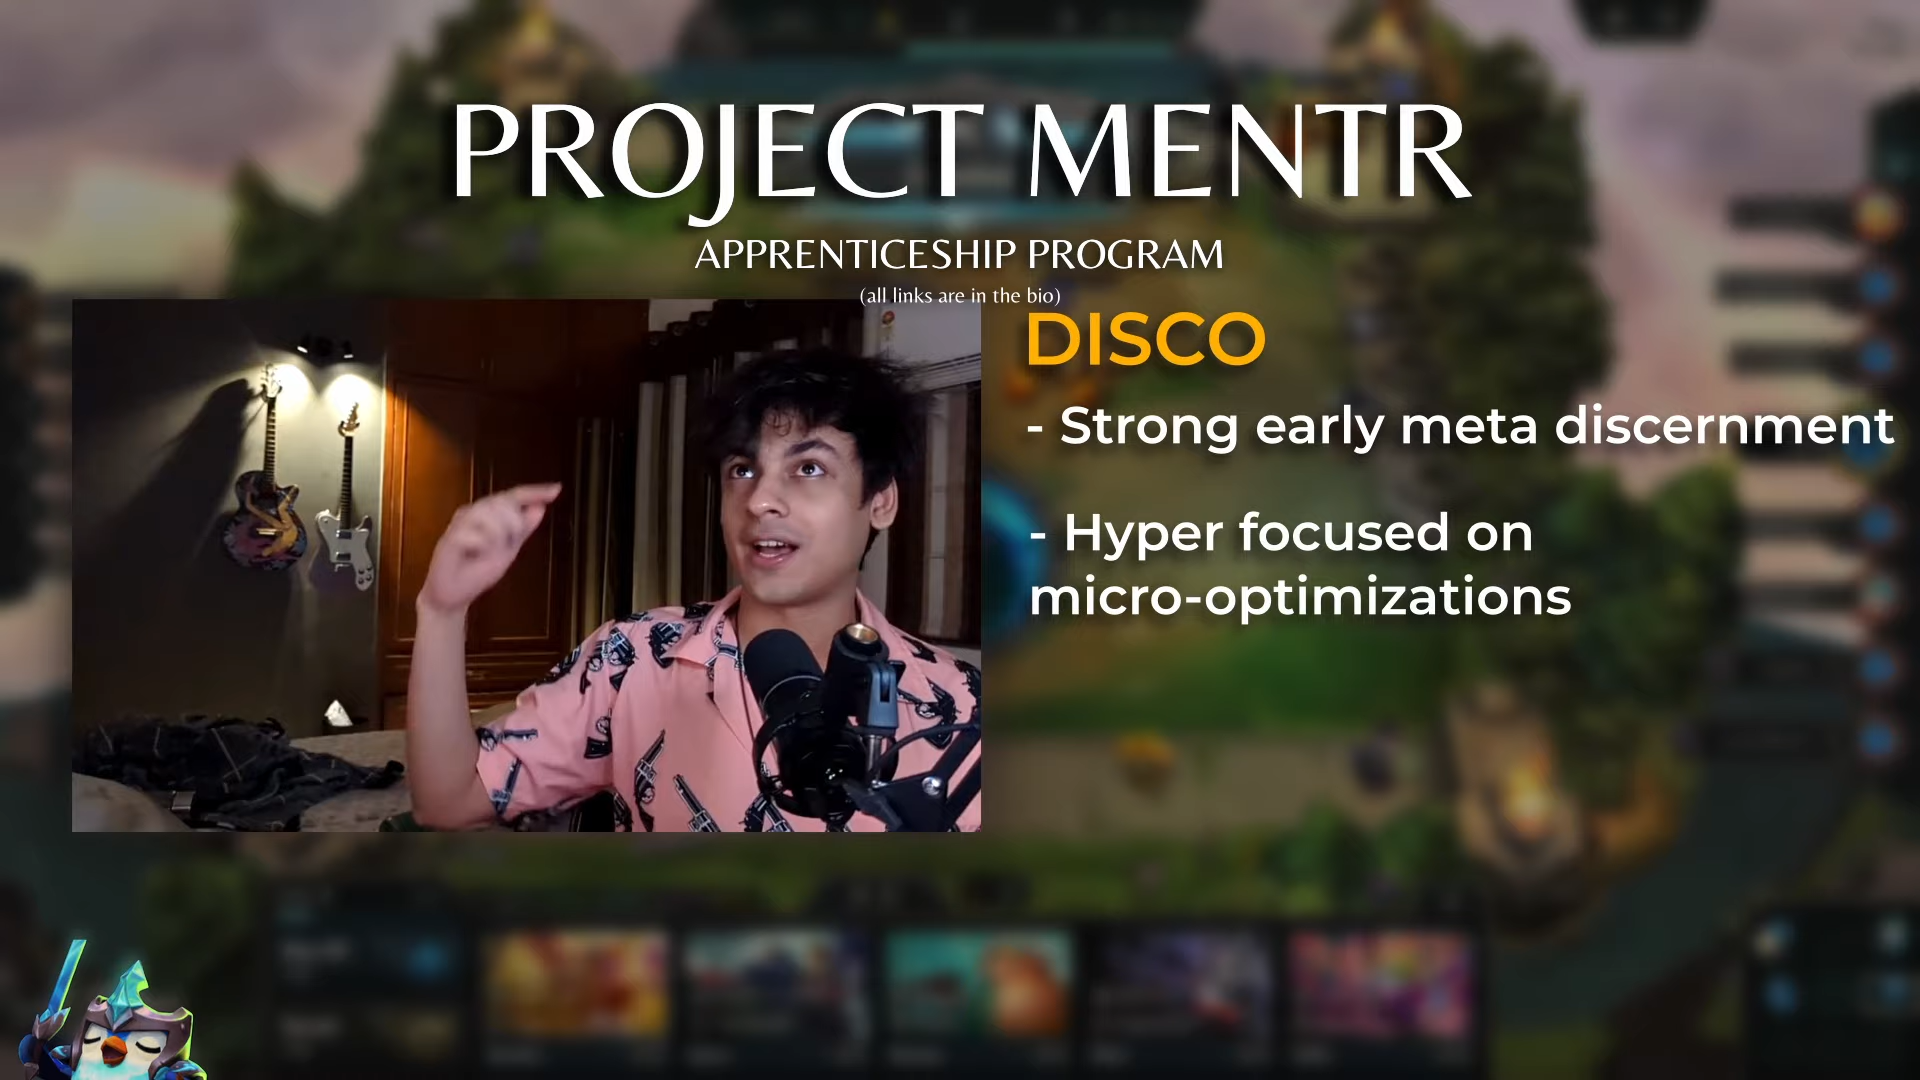 PROJECT MENTR
APPRENTICESHIP PROGRAM
(all links are in the bio)
DISCO
- Strong early meta discernment
- Hyper focused on
micro-optimizations